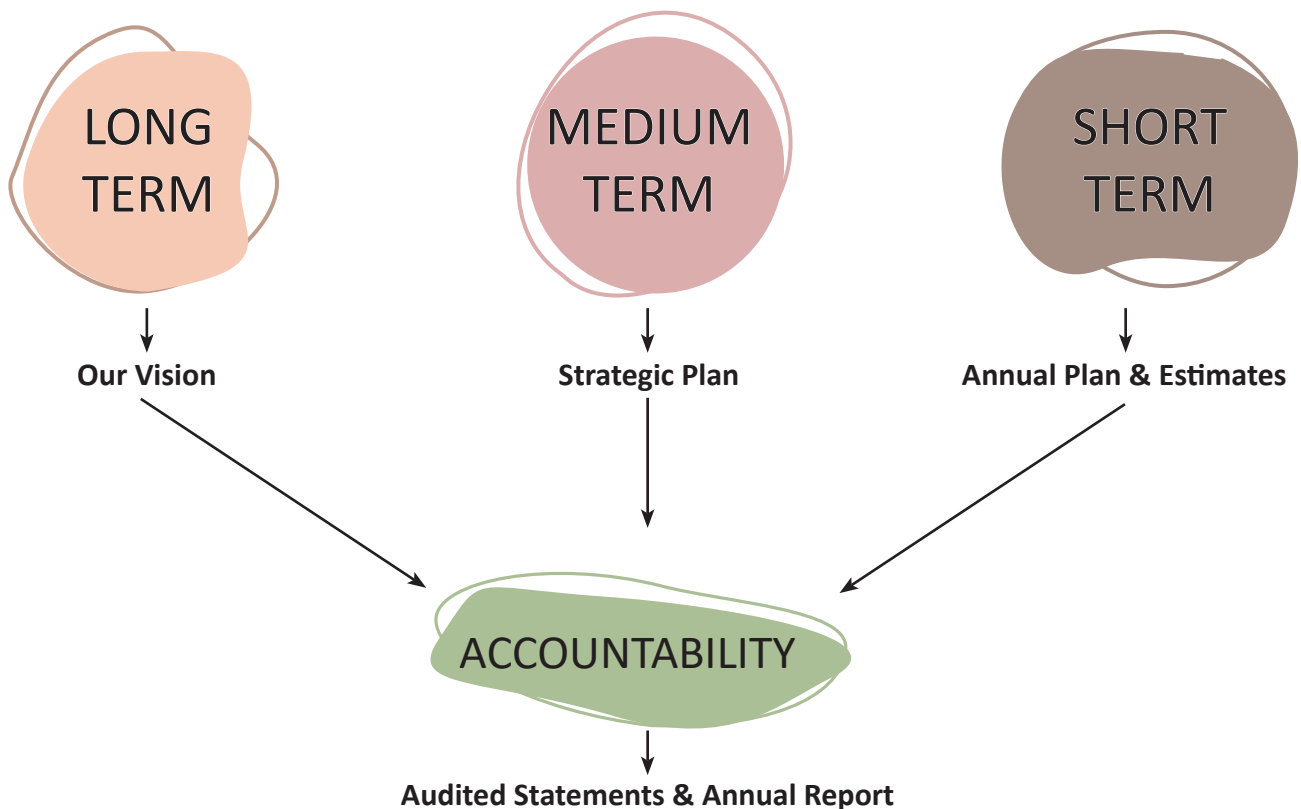 LONG
TERM
MEDIUM
TERM
SHORT
TERM
Our Vision
Strategic Plan
Annual Plan & Estimates
ACCOUNTABILITY
Audited Statements & Annual Report